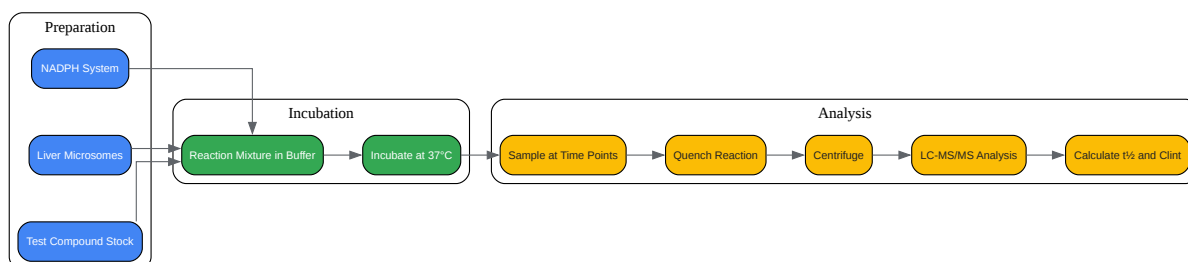 Preparation
NADPH System
Liver Microsomes
Test Compound Stock
Incubation
Reaction Mixture in Buffer
Incubate at 37°C
Analysis
Sample at Time Points
Quench Reaction
Centrifuge
LC-MS/MS Analysis
Calculate t½ and Clint